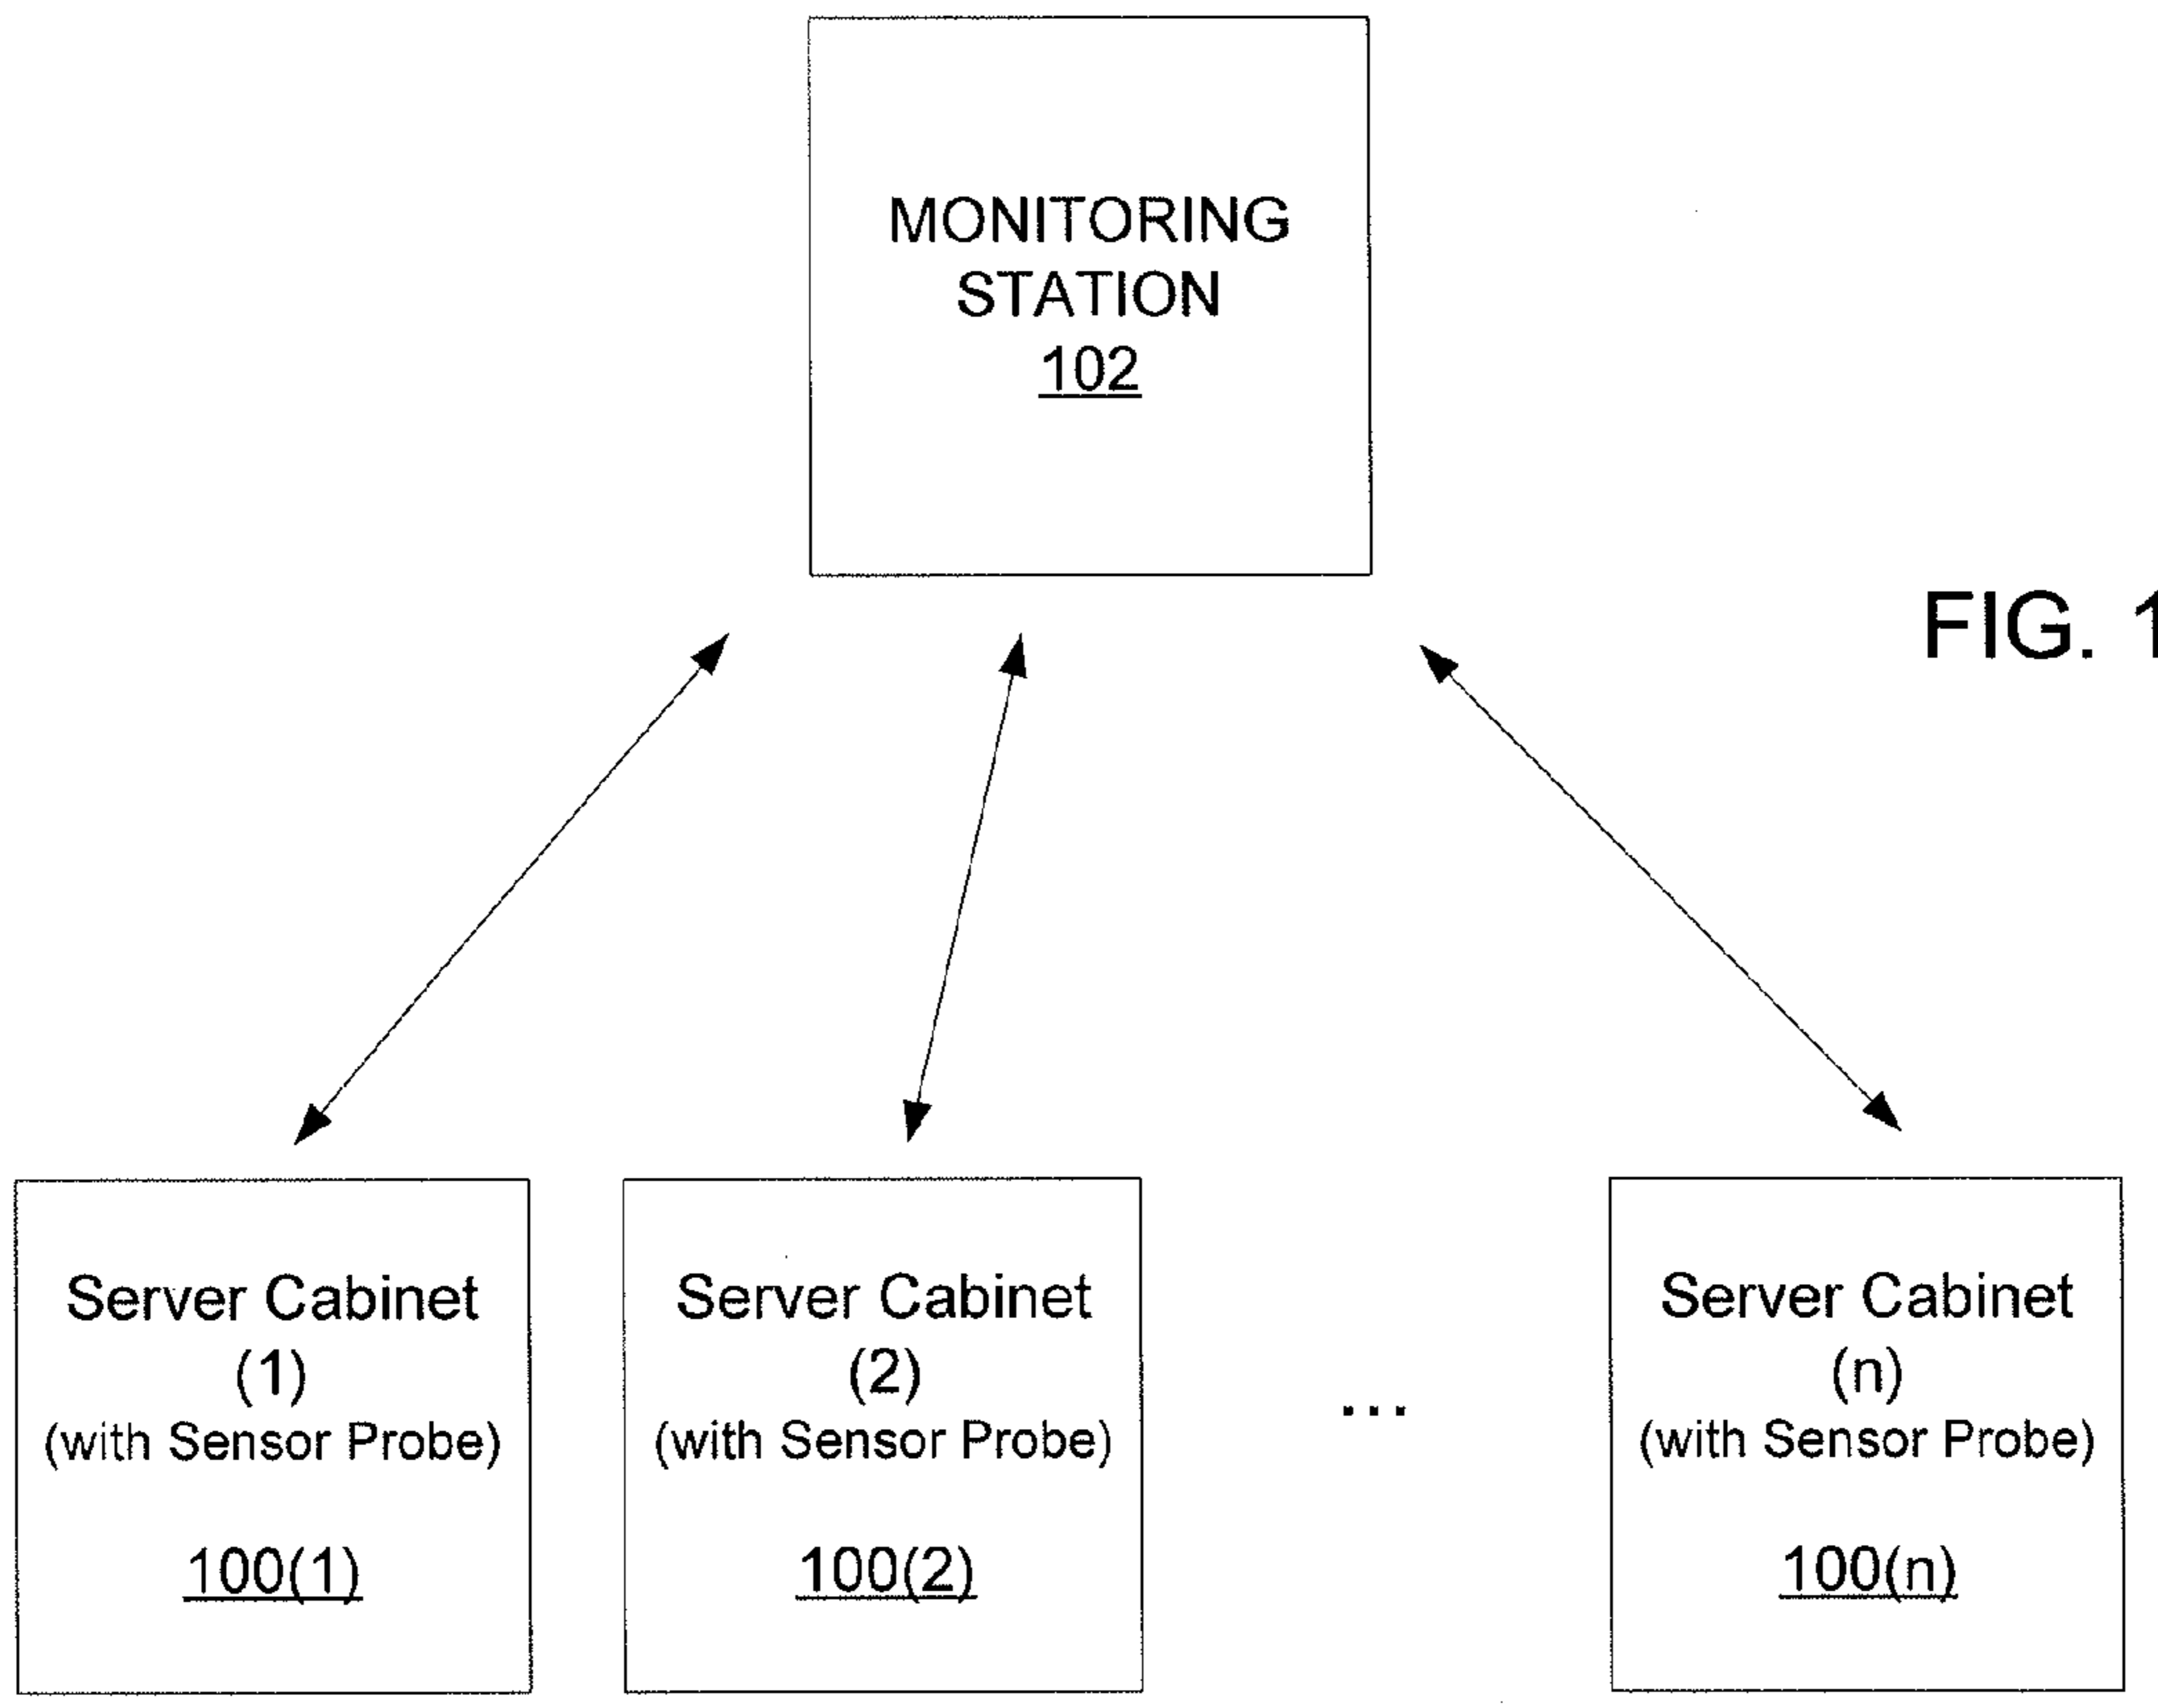 MONITORING
STATION
102
FIG. 1
Server Cabinet
(1)
(with Sensor Probe)
100(1)
Server Cabinet
(2)
(with Sensor Probe)
100(2)
...
Server Cabinet
(n)
(with Sensor Probe)
100(n)